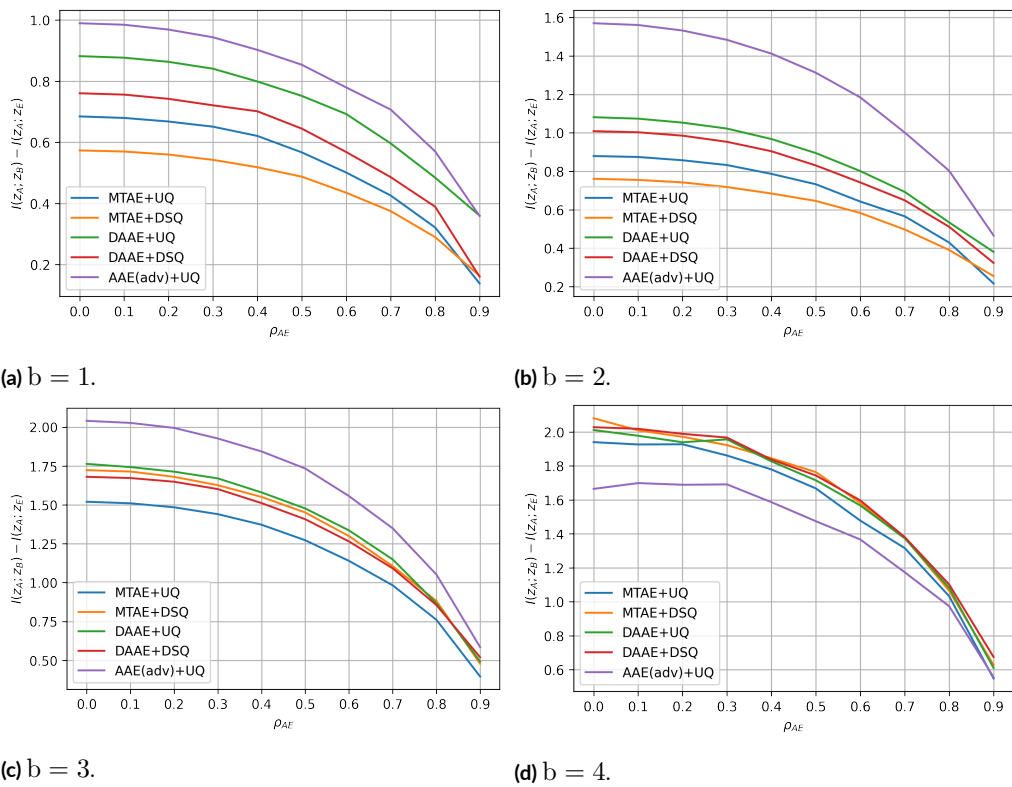 1.0
0.8
0.6
0.4
0.2
I(z_A; z_B) − I(z_A; z_E)
MTAE+UQ
MTAE+DSQ
DAAE+UQ
DAAE+DSQ
AAE(adv)+UQ
0.0 0.1 0.2 0.3 0.4 0.5 0.6 0.7 0.8 0.9
ρ_AE
(a) b = 1.
1.6
1.4
1.2
1.0
0.8
0.6
0.4
0.2
I(z_A; z_B) − I(z_A; z_E)
MTAE+UQ
MTAE+DSQ
DAAE+UQ
DAAE+DSQ
AAE(adv)+UQ
0.0 0.1 0.2 0.3 0.4 0.5 0.6 0.7 0.8 0.9
ρ_AE
(b) b = 2.
2.00
1.75
1.50
1.25
1.00
0.75
0.50
I(z_A; z_B) − I(z_A; z_E)
MTAE+UQ
MTAE+DSQ
DAAE+UQ
DAAE+DSQ
AAE(adv)+UQ
0.0 0.1 0.2 0.3 0.4 0.5 0.6 0.7 0.8 0.9
ρ_AE
(c) b = 3.
2.0
1.8
1.6
1.4
1.2
1.0
0.8
0.6
I(z_A; z_B) − I(z_A; z_E)
MTAE+UQ
MTAE+DSQ
DAAE+UQ
DAAE+DSQ
AAE(adv)+UQ
0.0 0.1 0.2 0.3 0.4 0.5 0.6 0.7 0.8 0.9
ρ_AE
(d) b = 4.